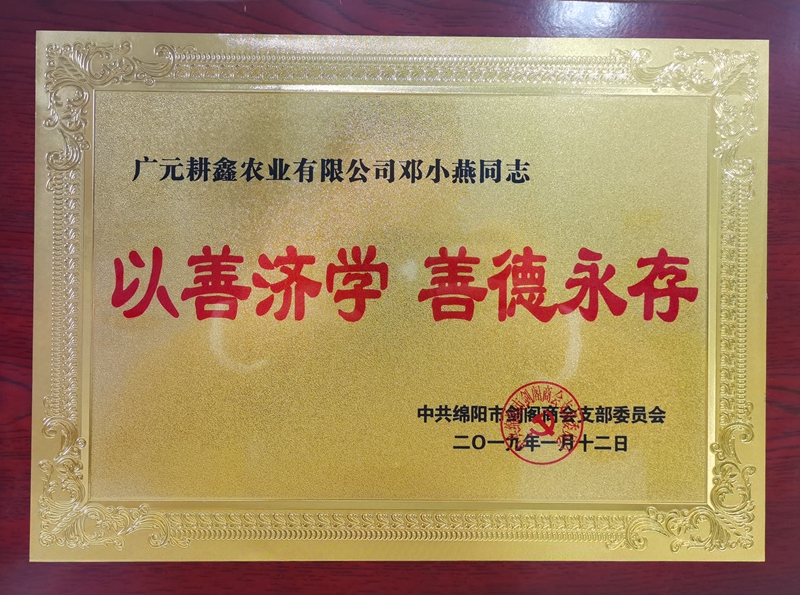 广元耕鑫农业有限公司邓小燕同志
以善济学 善德永存
中共绵阳市剑阁商会支部委员会
二〇一九年一月十二日